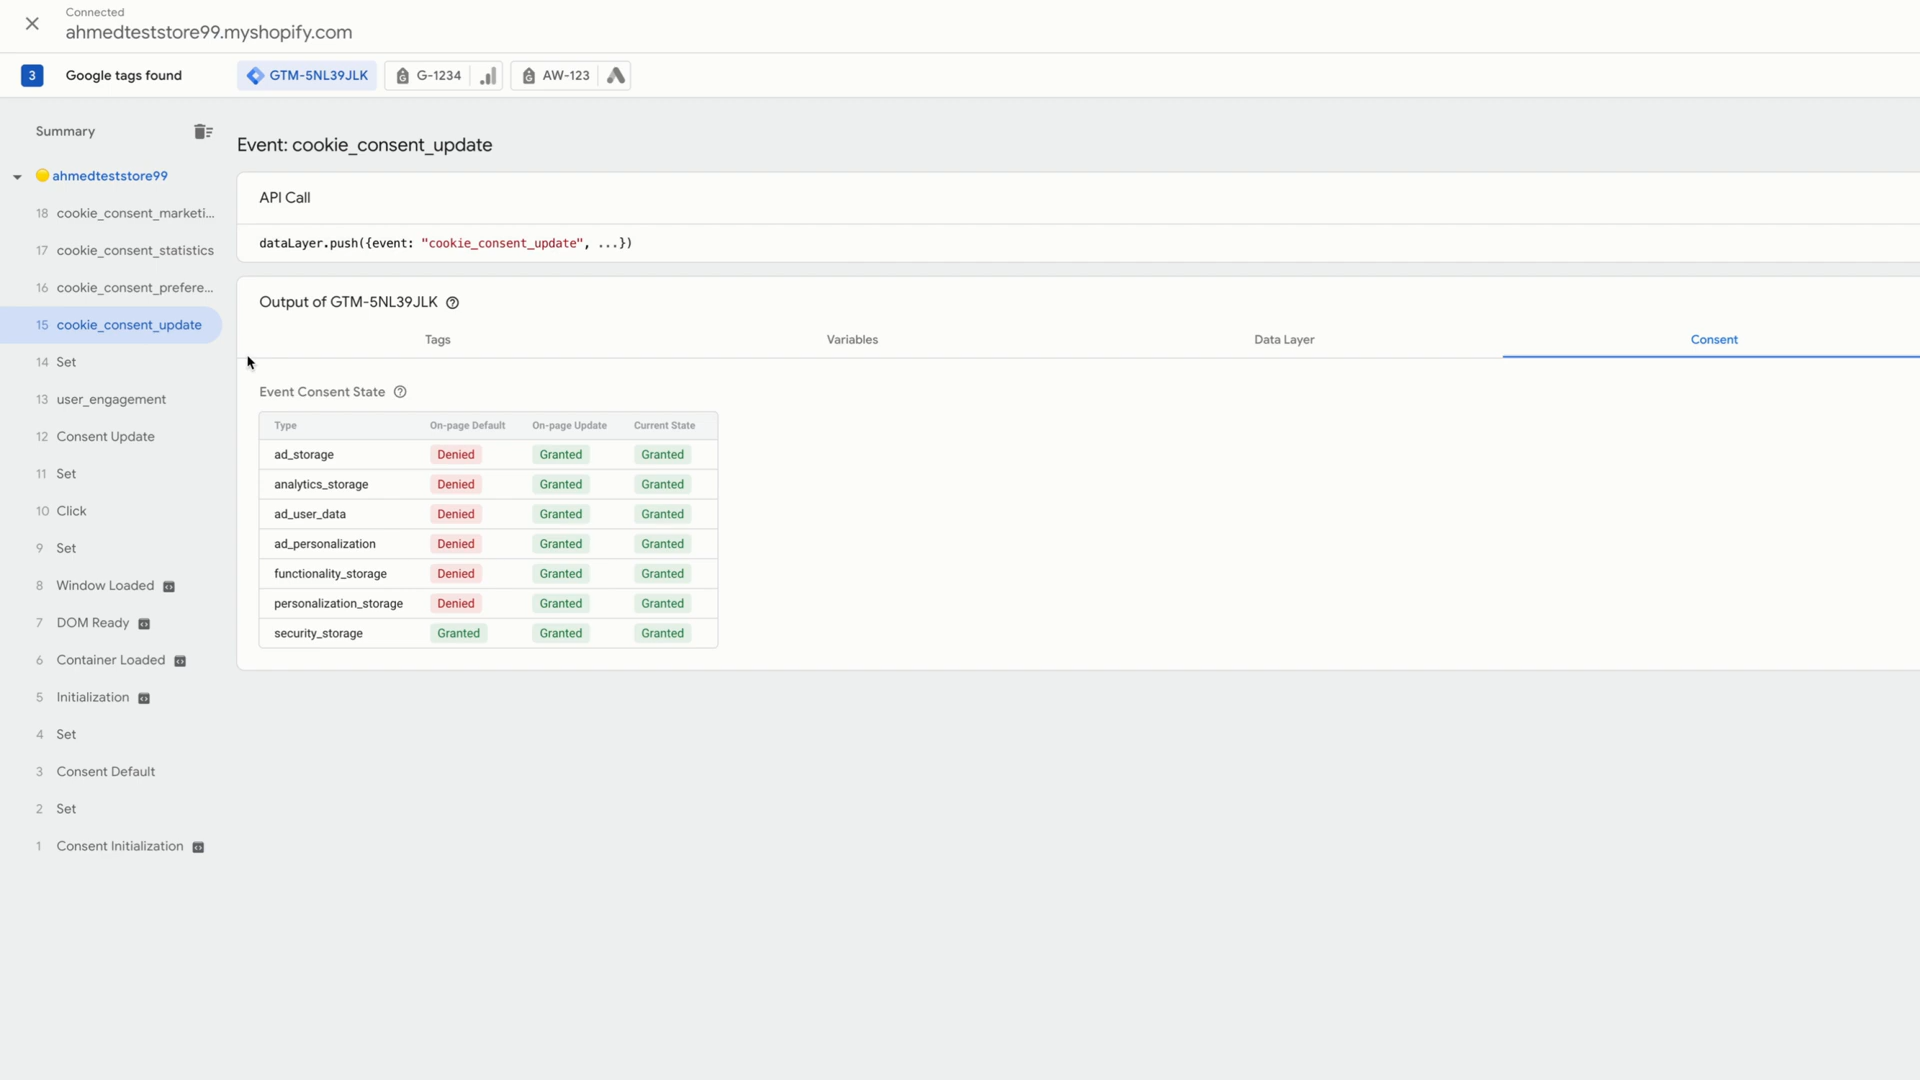 Connected
ahmedteststore99.myshopify.com
3 Google tags found GTM-5NL39JLK G-1234 AW-123
Summary
ahmedteststore99
18 cookie_consent_marketi...
17 cookie_consent_statistics
16 cookie_consent_prefere...
15 cookie_consent_update
14 Set
13 user_engagement
12 Consent Update
11 Set
10 Click
9 Set
8 Window Loaded
7 DOM Ready
6 Container Loaded
5 Initialization
4 Set
3 Consent Default
2 Set
1 Consent Initialization
Event: cookie_consent_update
API Call
dataLayer.push({event: "cookie_consent_update", ...})
Output of GTM-5NL39JLK
Tags Variables Data Layer Consent
Event Consent State
Type On-page Default On-page Update Current State
ad_storage Denied Granted Granted
analytics_storage Denied Granted Granted
ad_user_data Denied Granted Granted
ad_personalization Denied Granted Granted
functionality_storage Denied Granted Granted
personalization_storage Denied Granted Granted
security_storage Granted Granted Granted